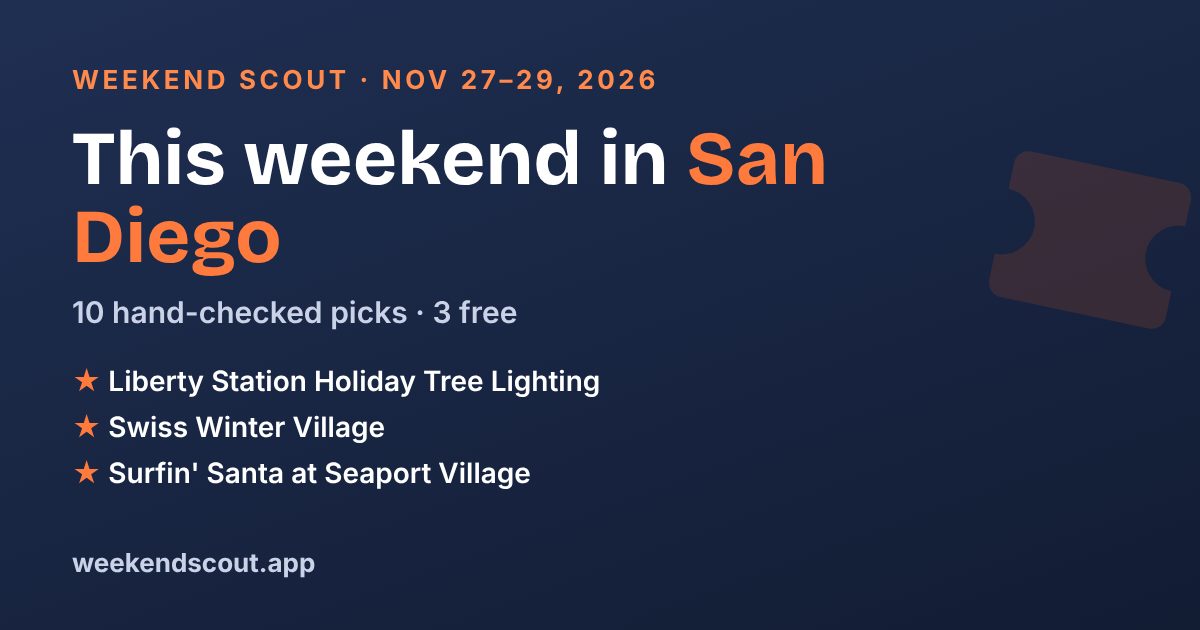 WEEKEND SCOUT · NOV 27–29, 2026
This weekend in San
Diego
10 hand-checked picks · 3 free
★ Liberty Station Holiday Tree Lighting
★ Swiss Winter Village
★ Surfin' Santa at Seaport Village
weekendscout.app